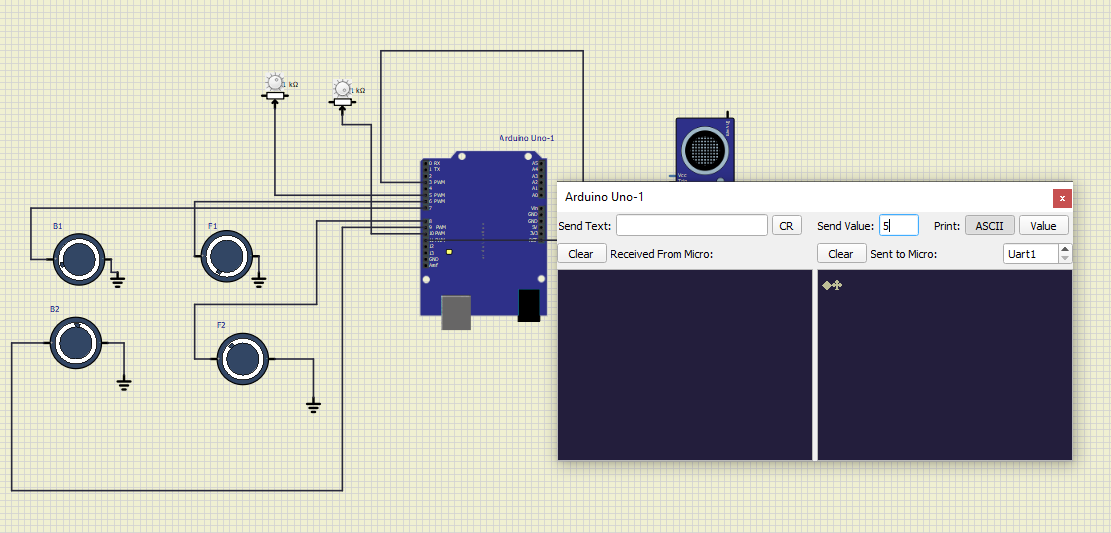 1 kΩ
1 kΩ
Arduino Uno-1
0 RX
1 TX
2
3 PWM
4
5 PWM
6 PWM
7
8
9 PWM
10 PWM
12
13
GND
Aref
A5
A4
A3
A2
A1
A0
Vin
GND
GND
5V
3V3
Vcc
B1
F1
B2
F2
Arduino Uno-1
x
Send Text:
CR
Send Value: 5
Print: ASCII Value
Clear Received From Micro:
Clear Sent to Micro:
Uart1